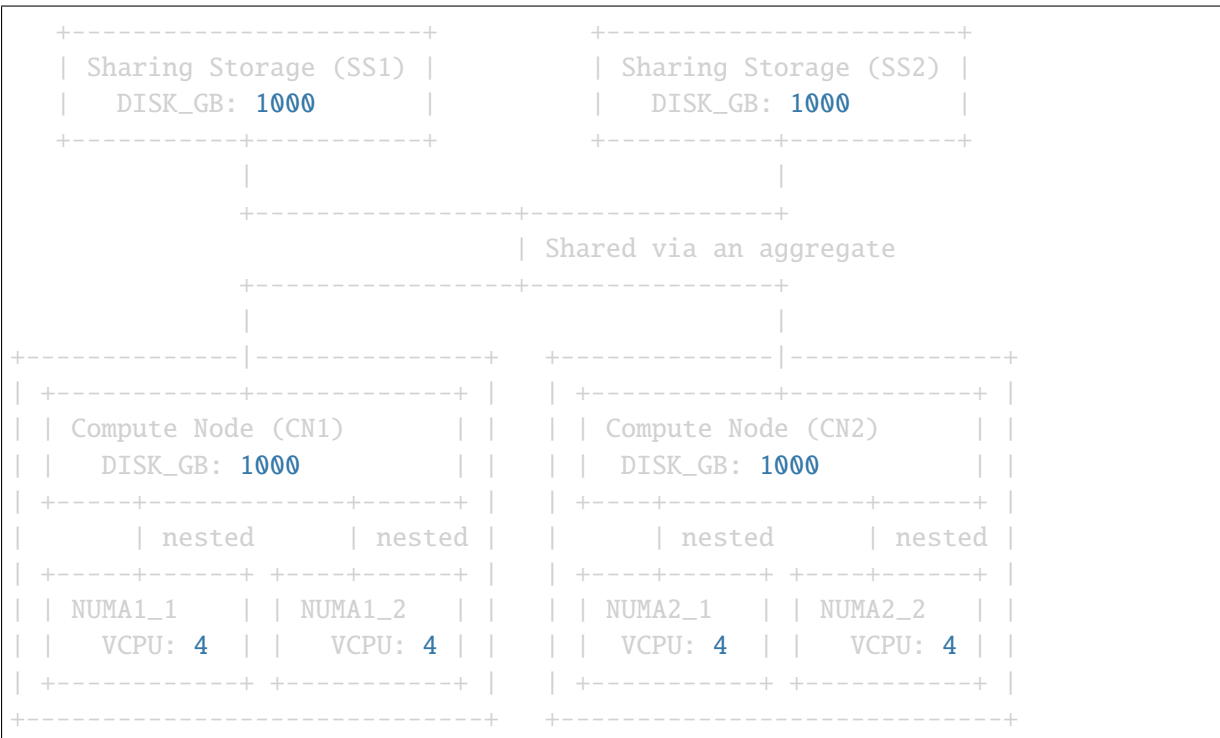 +-----------------------+          +-----------------------+
| Sharing Storage (SS1) |          | Sharing Storage (SS2) |
|   DISK_GB: 1000       |          |   DISK_GB: 1000       |
+-----------+-----------+          +-----------+-----------+
            |                                  |
            +-----------------+----------------+
                              | Shared via an aggregate
            +-----------------+----------------+
            |                                  |
+--------------|---------------+   +--------------|--------------+
| +------------+-------------+ |   | +------------+------------+ |
| | Compute Node (CN1)       | |   | | Compute Node (CN2)      | |
| |   DISK_GB: 1000          | |   | |  DISK_GB: 1000          | |
| +-----+-------------+------+ |   | +----+-------------+------+ |
|       | nested      | nested |   |      | nested      | nested |
| +-----+------+ +----+------+ |   | +----+------+ +----+------+ |
| | NUMA1_1    | | NUMA1_2   | |   | | NUMA2_1   | | NUMA2_2   | |
| |   VCPU: 4  | |   VCPU: 4 | |   | |  VCPU: 4  | |   VCPU: 4 | |
| +------------+ +-----------+ |   | +-----------+ +-----------+ |
+------------------------------+   +-----------------------------+